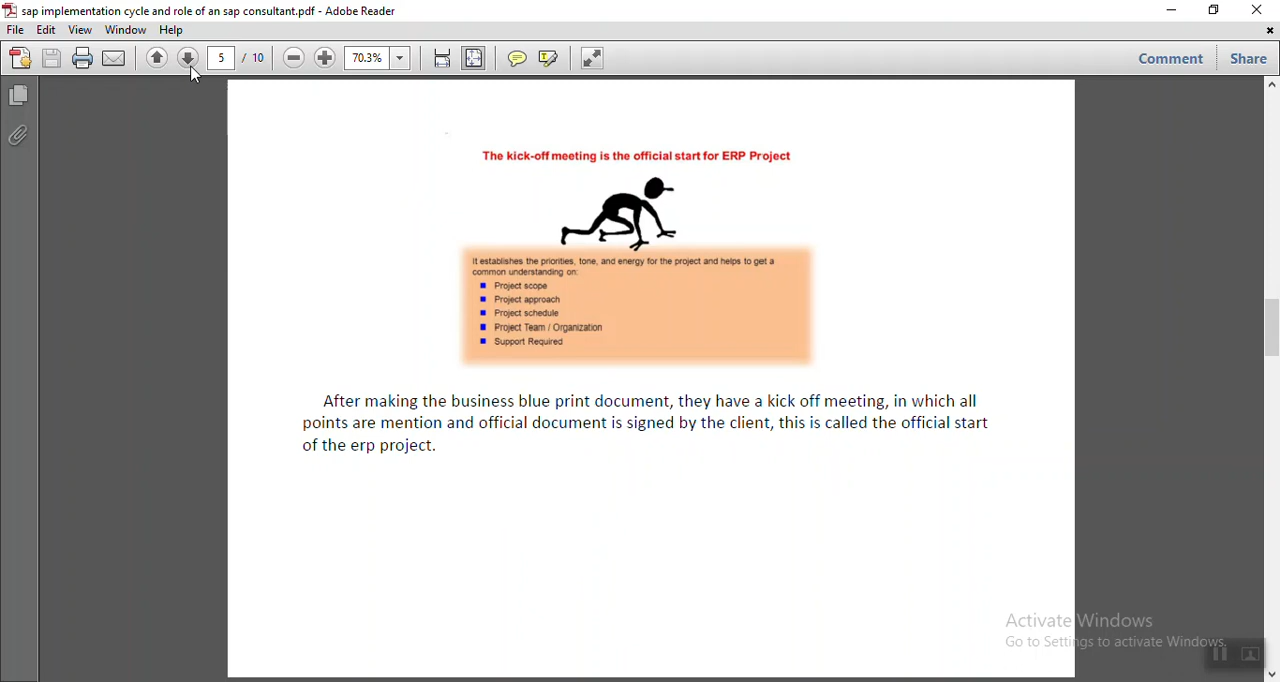 sap implementation cycle and role of an sap consultant.pdf - Adobe Reader
File Edit View Window Help
5 / 10 70.3% Comment Share
The kick-off meeting is the official start for ERP Project
It establishes the priorities, tone, and energy for the project and helps to get a
common understanding on:
Project scope
Project approach
Project schedule
Project Team / Organization
Support Required
After making the business blue print document, they have a kick off meeting, in which all
points are mention and official document is signed by the client, this is called the official start
of the erp project.
Activate Windows
Go to Settings to activate Windows.